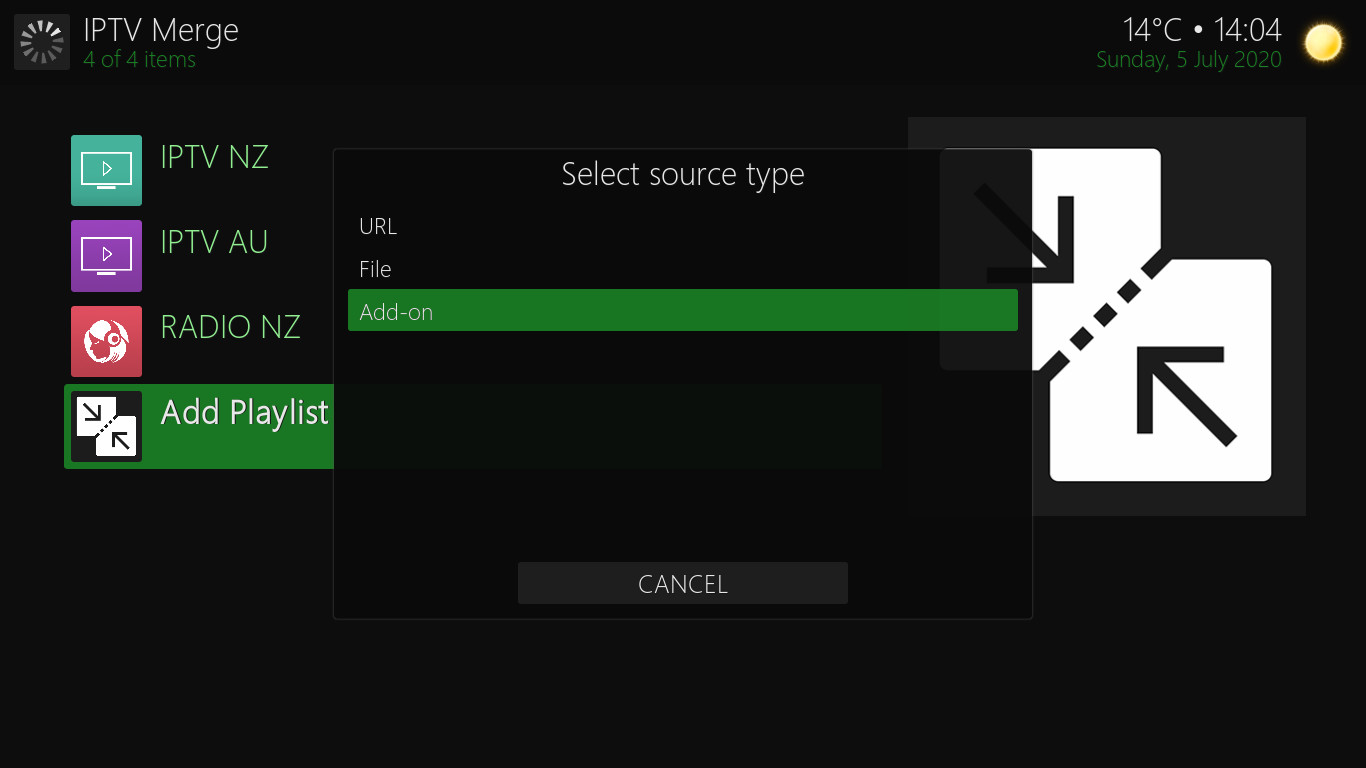 IPTV Merge
4 of 4 items
14°C • 14:04
Sunday, 5 July 2020
IPTV NZ
IPTV AU
RADIO NZ
Add Playlist
Select source type
URL
File
Add-on
CANCEL